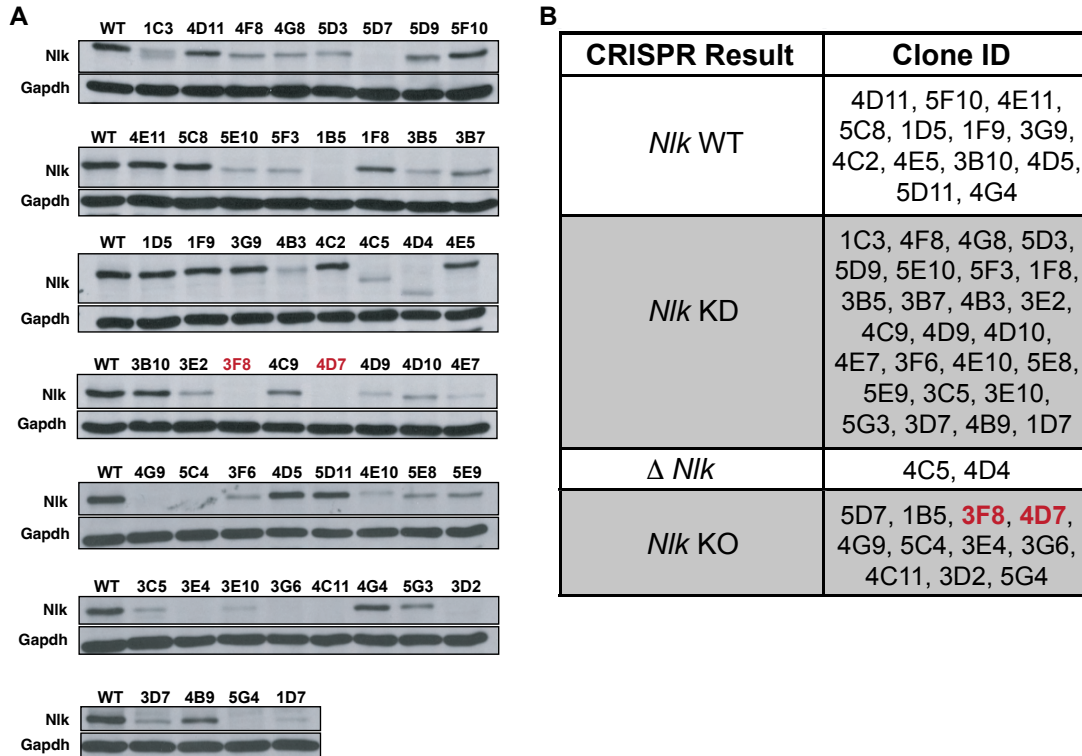 A
WT 1C3 4D11 4F8 4G8 5D3 5D7 5D9 5F10
Nlk
Gapdh
WT 4E11 5C8 5E10 5F3 1B5 1F8 3B5 3B7
Nlk
Gapdh
WT 1D5 1F9 3G9 4B3 4C2 4C5 4D4 4E5
Nlk
Gapdh
WT 3B10 3E2 3F8 4C9 4D7 4D9 4D10 4E7
Nlk
Gapdh
WT 4G9 5C4 3F6 4D5 5D11 4E10 5E8 5E9
Nlk
Gapdh
WT 3C5 3E4 3E10 3G6 4C11 4G4 5G3 3D2
Nlk
Gapdh
WT 3D7 4B9 5G4 1D7
Nlk
Gapdh
B
CRISPR Result Clone ID
Nlk WT
4D11, 5F10, 4E11,
5C8, 1D5, 1F9, 3G9,
4C2, 4E5, 3B10, 4D5,
5D11, 4G4
Nlk KD
1C3, 4F8, 4G8, 5D3,
5D9, 5E10, 5F3, 1F8,
3B5, 3B7, 4B3, 3E2,
4C9, 4D9, 4D10,
4E7, 3F6, 4E10, 5E8,
5E9, 3C5, 3E10,
5G3, 3D7, 4B9, 1D7
Δ Nlk
4C5, 4D4
Nlk KO
5D7, 1B5, 3F8, 4D7,
4G9, 5C4, 3E4, 3G6,
4C11, 3D2, 5G4